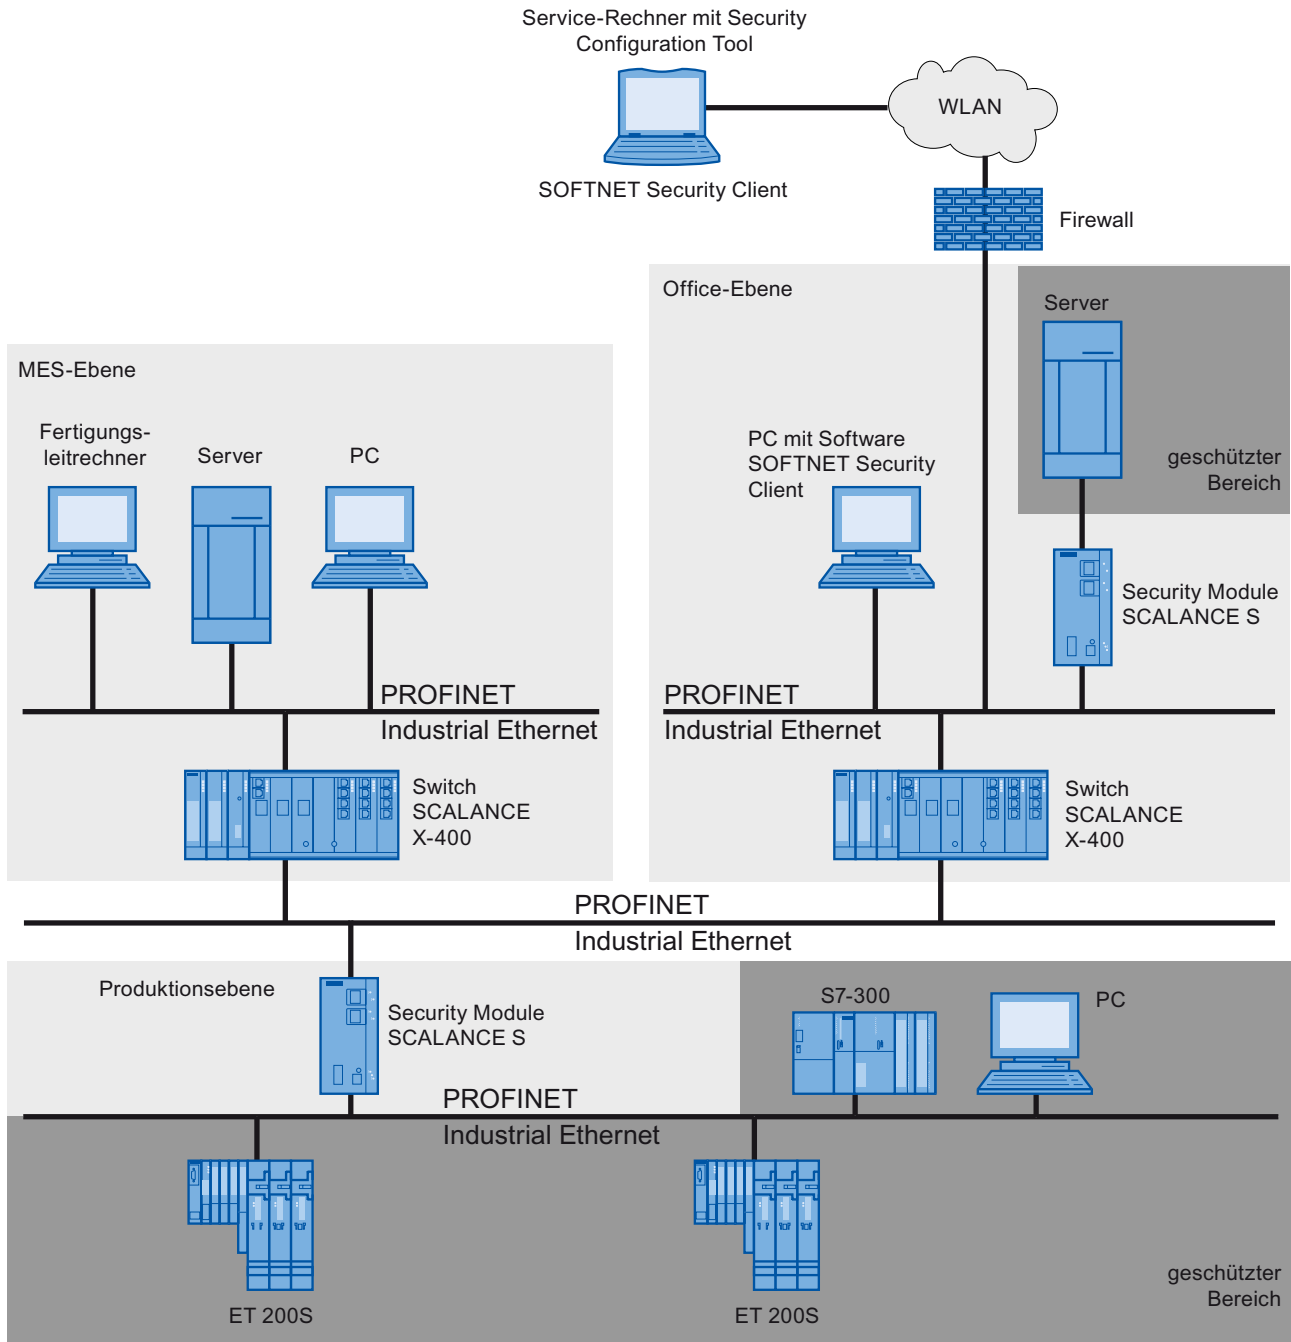 Service-Rechner mit Security
Configuration Tool
WLAN
SOFTNET Security Client
Firewall
Office-Ebene
Server
geschützter
Bereich
PC mit Software
SOFTNET Security
Client
Security Module
SCALANCE S
PROFINET
Industrial Ethernet
Switch
SCALANCE
X-400
MES-Ebene
Fertigungs-
leitrechner
Server
PC
PROFINET
Industrial Ethernet
Switch
SCALANCE
X-400
PROFINET
Industrial Ethernet
Produktionsebene
Security Module
SCALANCE S
S7-300
PC
PROFINET
Industrial Ethernet
ET 200S
ET 200S
geschützter
Bereich